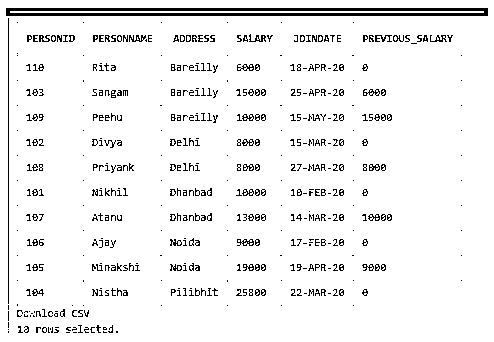 PERSONID PERSONNAME ADDRESS SALARY JOINDATE PREVIOUS_SALARY
110 Rita Bareilly 6000 18-APR-20 0
103 Sangam Bareilly 15000 25-APR-20 6000
109 Peehu Bareilly 10000 15-MAY-20 15000
102 Divya Delhi 8000 15-MAR-20 0
108 Priyank Delhi 8000 27-MAR-20 8000
101 Nikhil Dhanbad 10000 10-FEB-20 0
107 Atanu Dhanbad 13000 14-MAR-20 10000
106 Ajay Noida 9000 17-FEB-20 0
105 Minakshi Noida 19000 19-APR-20 9000
104 Nistha Pilibhit 25800 22-MAR-20 0
Download CSV
10 rows selected.